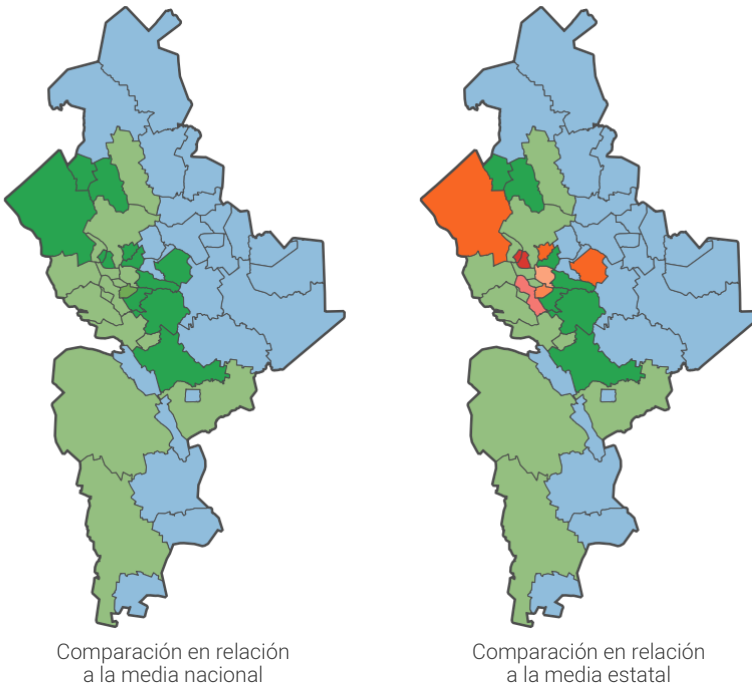 Comparación en relación
a la media nacional
Comparación en relación
a la media estatal